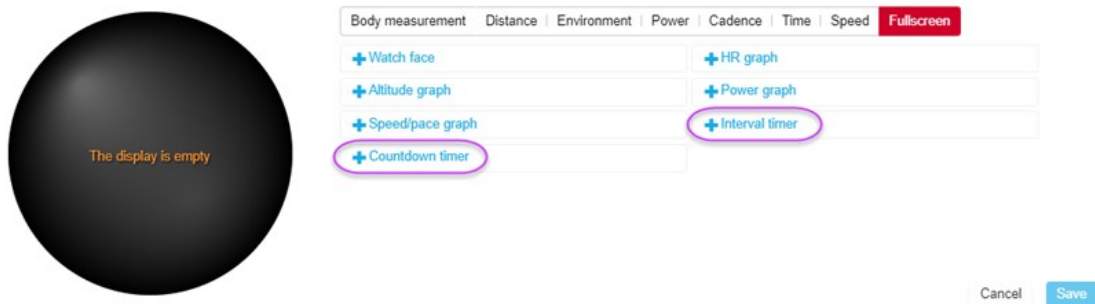 Body measurement Distance Environment Power Cadence Time Speed Fullscreen
+Watch face +HR graph
+Altitude graph +Power graph
+Speed/pace graph +Interval timer
The display is empty +Countdown timer
Cancel Save